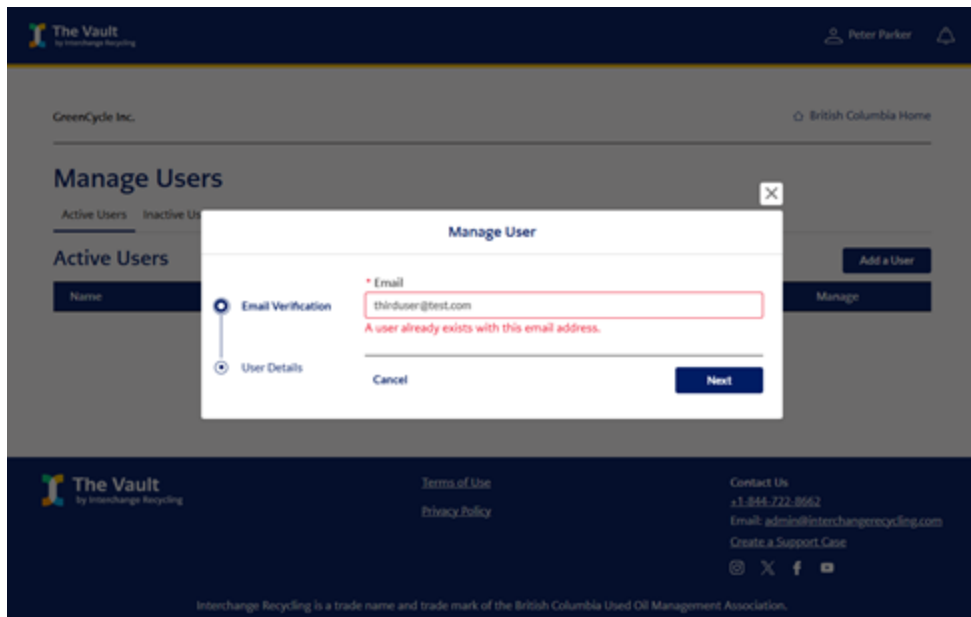 The Vault
by Interchange Recycling
Peter Parker
GreenCycle Inc.
British Columbia Home
Manage Users
Active Users Inactive Us
Active Users
Add a User
Name
Manage
Manage User
Email Verification
User Details
* Email
thirduser@test.com
A user already exists with this email address.
Cancel
Next
The Vault
by Interchange Recycling
Terms of Use
Privacy Policy
Contact Us
+1-844-722-8662
Email: admin@interchangerecycling.com
Create a Support Case
Interchange Recycling is a trade name and trade mark of the British Columbia Used Oil Management Association.